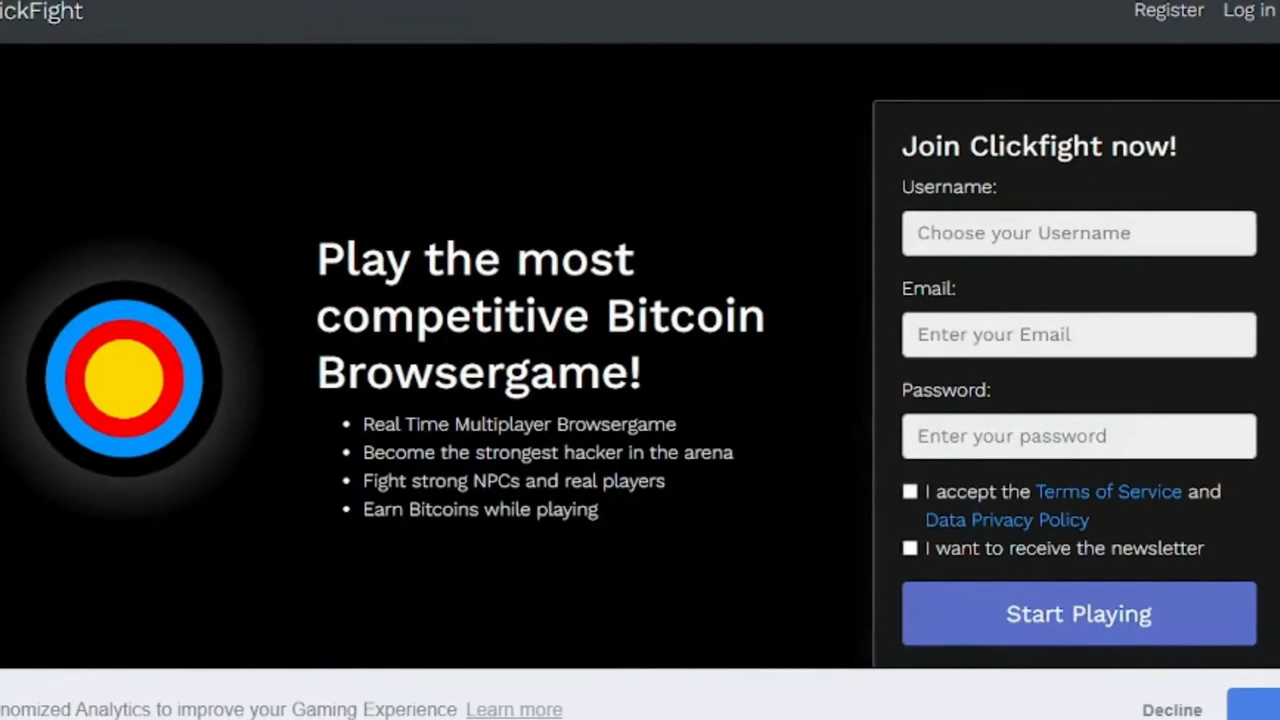 ickFight
Register Log in
Play the most
competitive Bitcoin
Browsergame!
• Real Time Multiplayer Browsergame
• Become the strongest hacker in the arena
• Fight strong NPCs and real players
• Earn Bitcoins while playing
Join Clickfight now!
Username:
Choose your Username
Email:
Enter your Email
Password:
Enter your password
I accept the Terms of Service and
Data Privacy Policy
I want to receive the newsletter
Start Playing
nomized Analytics to improve your Gaming Experience Learn more
Decline